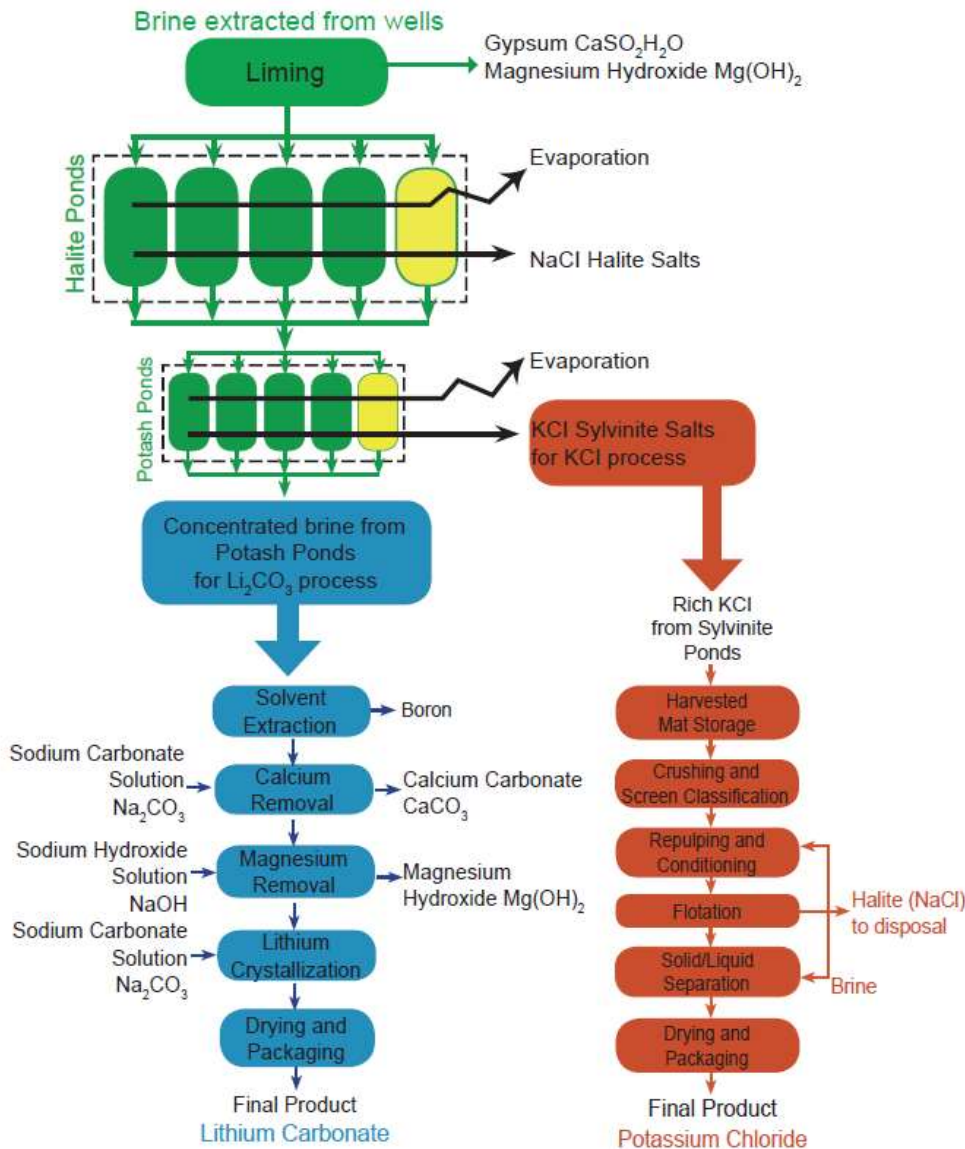 Brine extracted from wells
Liming
Gypsum CaSO₂H₂O
Magnesium Hydroxide Mg(OH)₂
Halite Ponds
Evaporation
NaCl Halite Salts
Potash Ponds
Evaporation
KCl Sylvinite Salts
for KCl process
Concentrated brine from
Potash Ponds
for Li₂CO₃ process
Rich KCl
from Sylvinite
Ponds
Solvent
Extraction
Boron
Sodium Carbonate
Solution
Na₂CO₃
Calcium
Removal
Calcium Carbonate
CaCO₃
Sodium Hydroxide
Solution
NaOH
Magnesium
Removal
Magnesium
Hydroxide Mg(OH)₂
Sodium Carbonate
Solution
Na₂CO₃
Lithium
Crystallization
Drying and
Packaging
Final Product
Lithium Carbonate
Harvested
Mat Storage
Crushing and
Screen Classification
Repulping and
Conditioning
Flotation
Halite (NaCl)
to disposal
Solid/Liquid
Separation
Brine
Drying and
Packaging
Final Product
Potassium Chloride